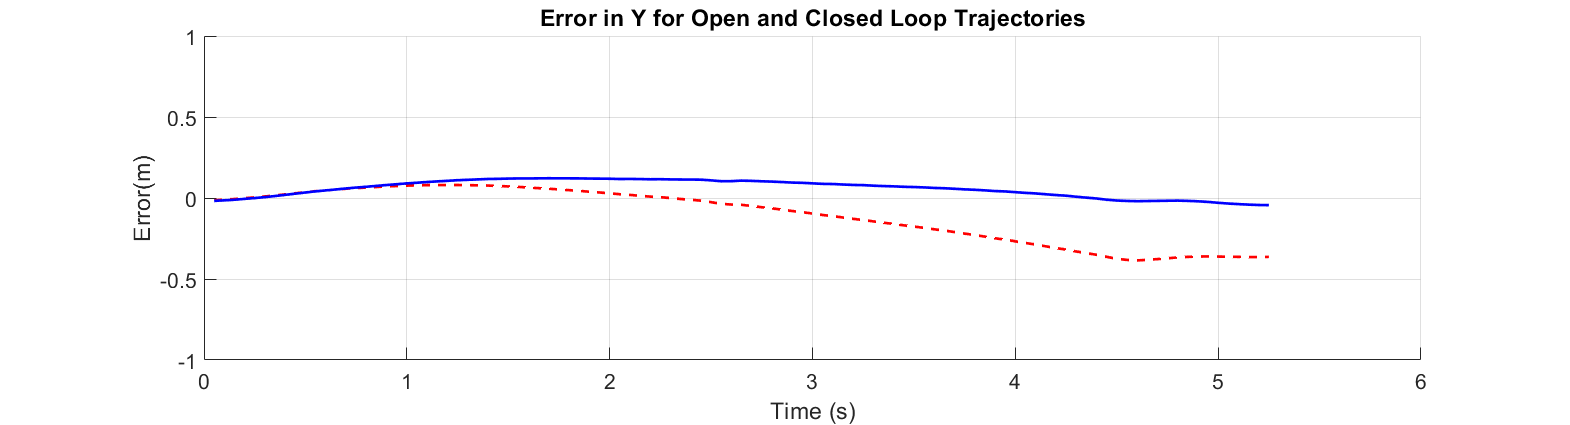 Error in Y for Open and Closed Loop Trajectories
1
0.5
0
-0.5
-1
Error(m)
0 1 2 3 4 5 6
Time (s)